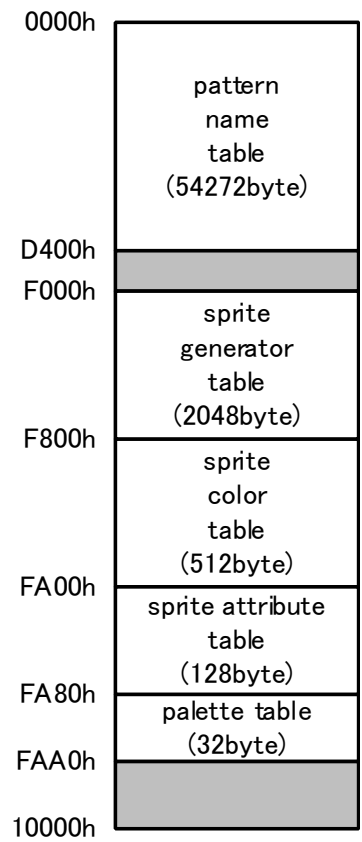 0000h
pattern
name
table
(54272byte)
D400h
F000h
sprite
generator
table
(2048byte)
F800h
sprite
color
table
(512byte)
FA00h
sprite attribute
table
(128byte)
FA80h
palette table
(32byte)
FAA0h
10000h